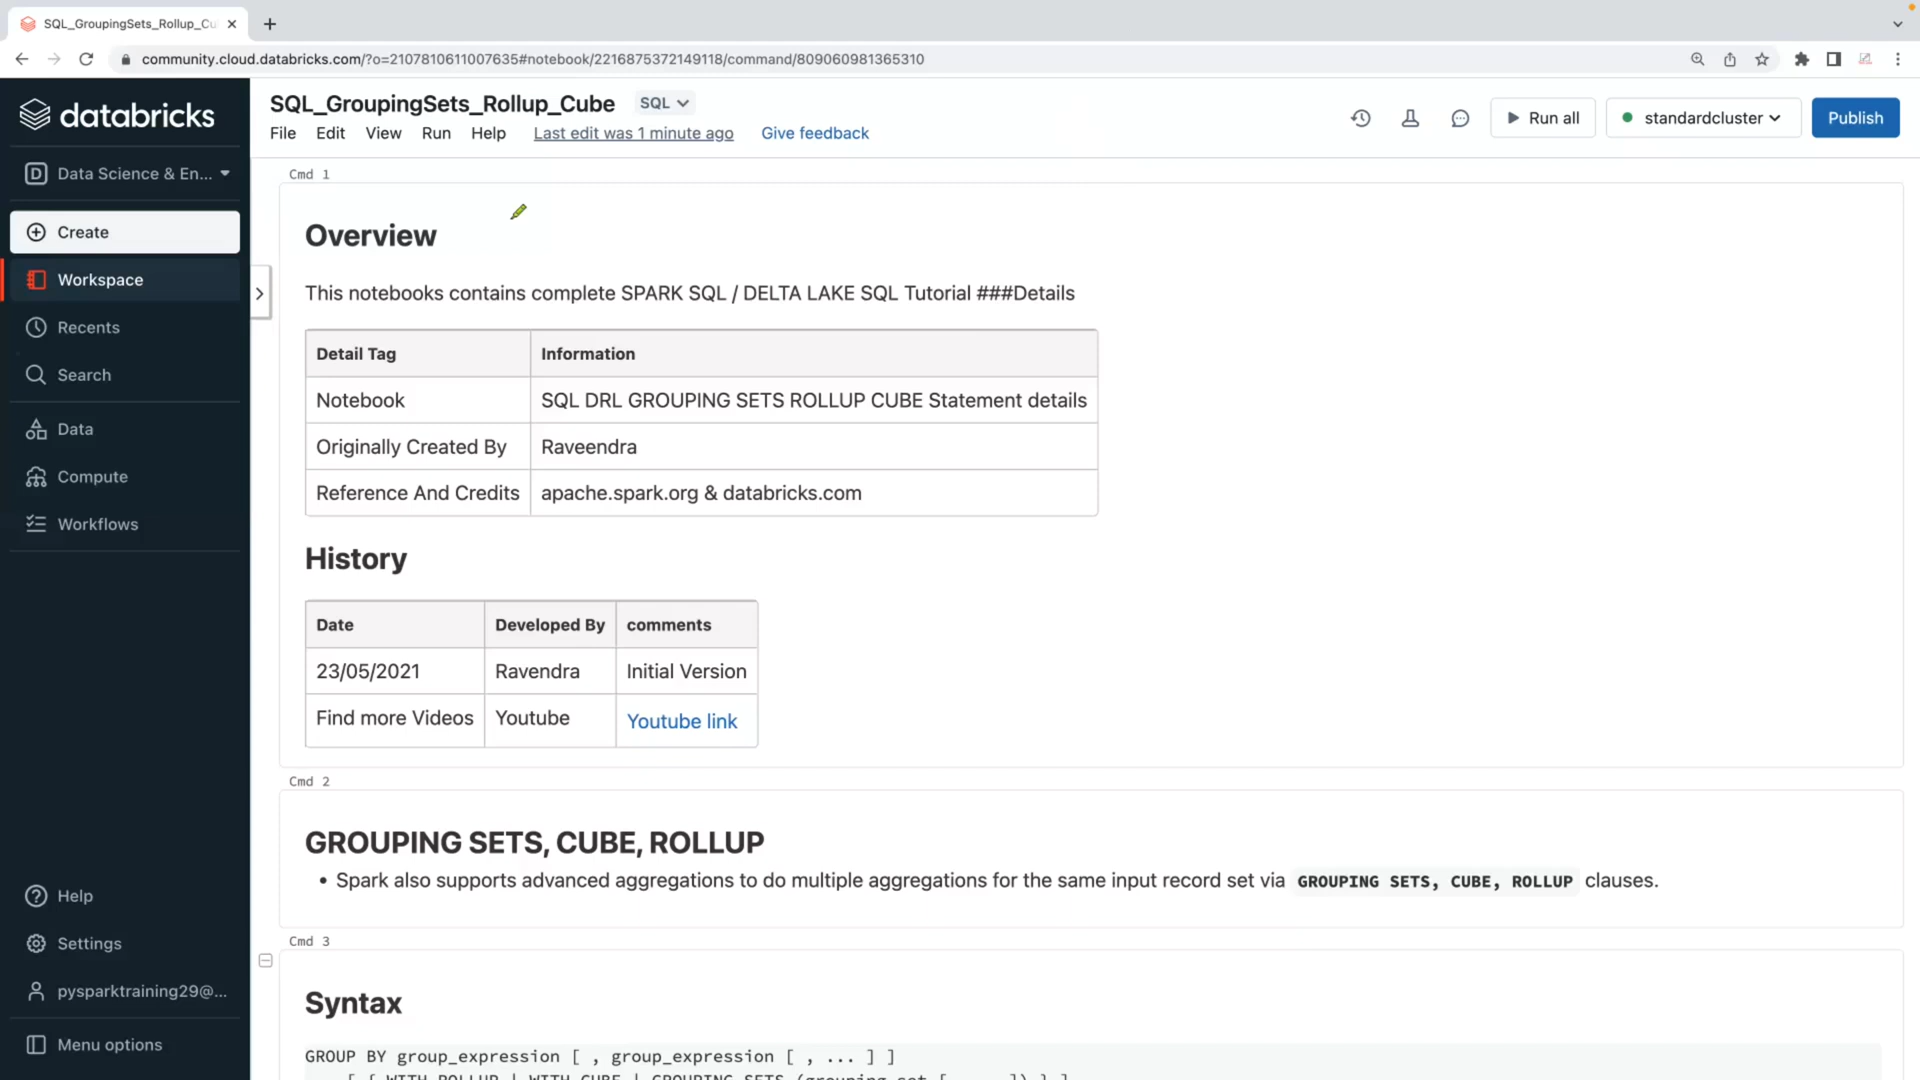 SQL_GroupingSets_Rollup_Cu
community.cloud.databricks.com/?o=2107810611007635#notebook/2216875372149118/command/809060981365310
databricks
Data Science & En...
Create
Workspace
Recents
Search
Data
Compute
Workflows
Help
Settings
pysparktraining29@...
Menu options
SQL_GroupingSets_Rollup_Cube SQL
File Edit View Run Help Last edit was 1 minute ago Give feedback
Run all standardcluster Publish
Cmd 1
Overview
This notebooks contains complete SPARK SQL / DELTA LAKE SQL Tutorial ###Details
Detail Tag Information
Notebook SQL DRL GROUPING SETS ROLLUP CUBE Statement details
Originally Created By Raveendra
Reference And Credits apache.spark.org & databricks.com
History
Date Developed By comments
23/05/2021 Ravendra Initial Version
Find more Videos Youtube Youtube link
Cmd 2
GROUPING SETS, CUBE, ROLLUP
• Spark also supports advanced aggregations to do multiple aggregations for the same input record set via GROUPING SETS, CUBE, ROLLUP clauses.
Cmd 3
Syntax
GROUP BY group_expression [ , group_expression [ , ... ] ]
[ { WITH ROLLUP | WITH CUBE | GROUPING SETS (grouping_set [ , ...]) } ]